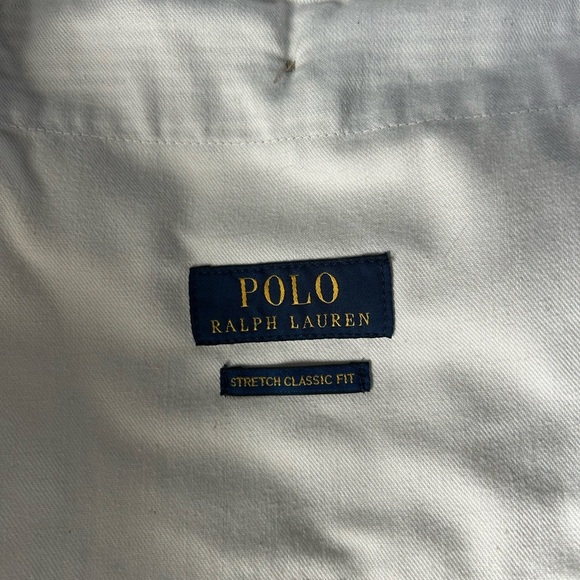 POLO
RALPH LAUREN
STRETCH CLASSIC FIT